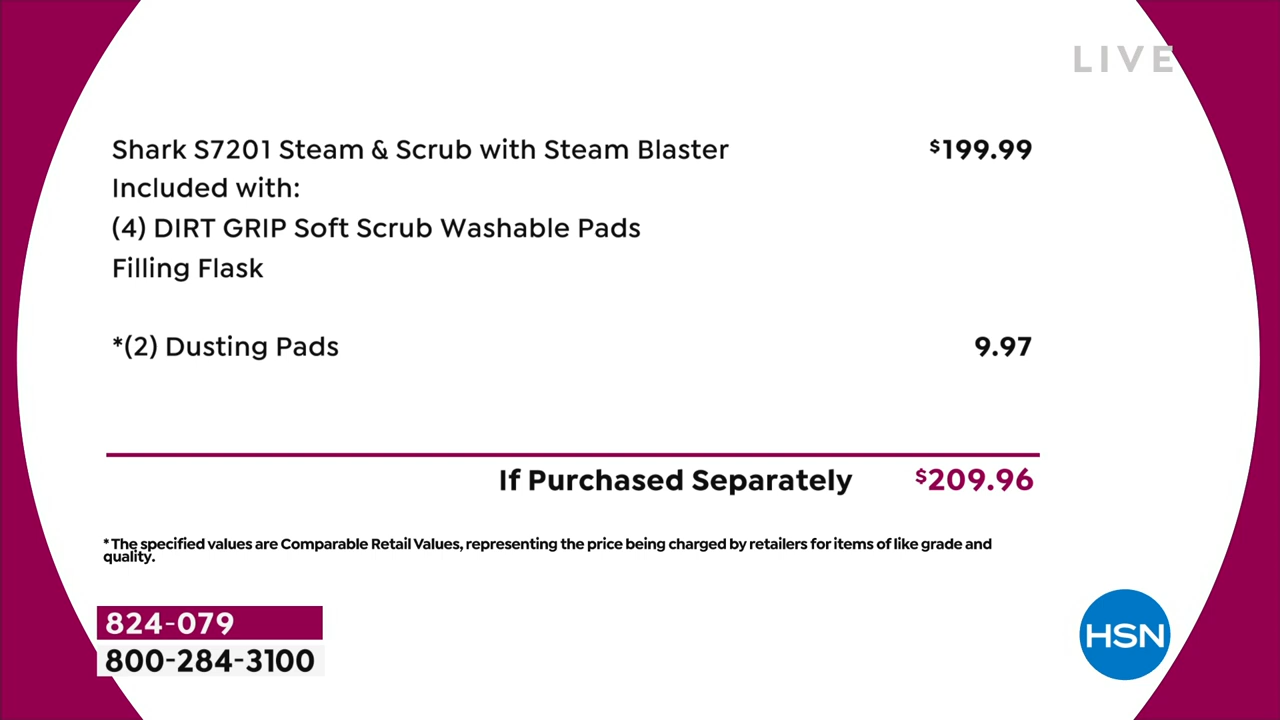 LIVE
Shark S7201 Steam & Scrub with Steam Blaster $199.99
Included with:
(4) DIRT GRIP Soft Scrub Washable Pads
Filling Flask
*(2) Dusting Pads 9.97
If Purchased Separately $209.96
*The specified values are Comparable Retail Values, representing the price being charged by retailers for items of like grade and
quality.
824-079
800-284-3100
HSN